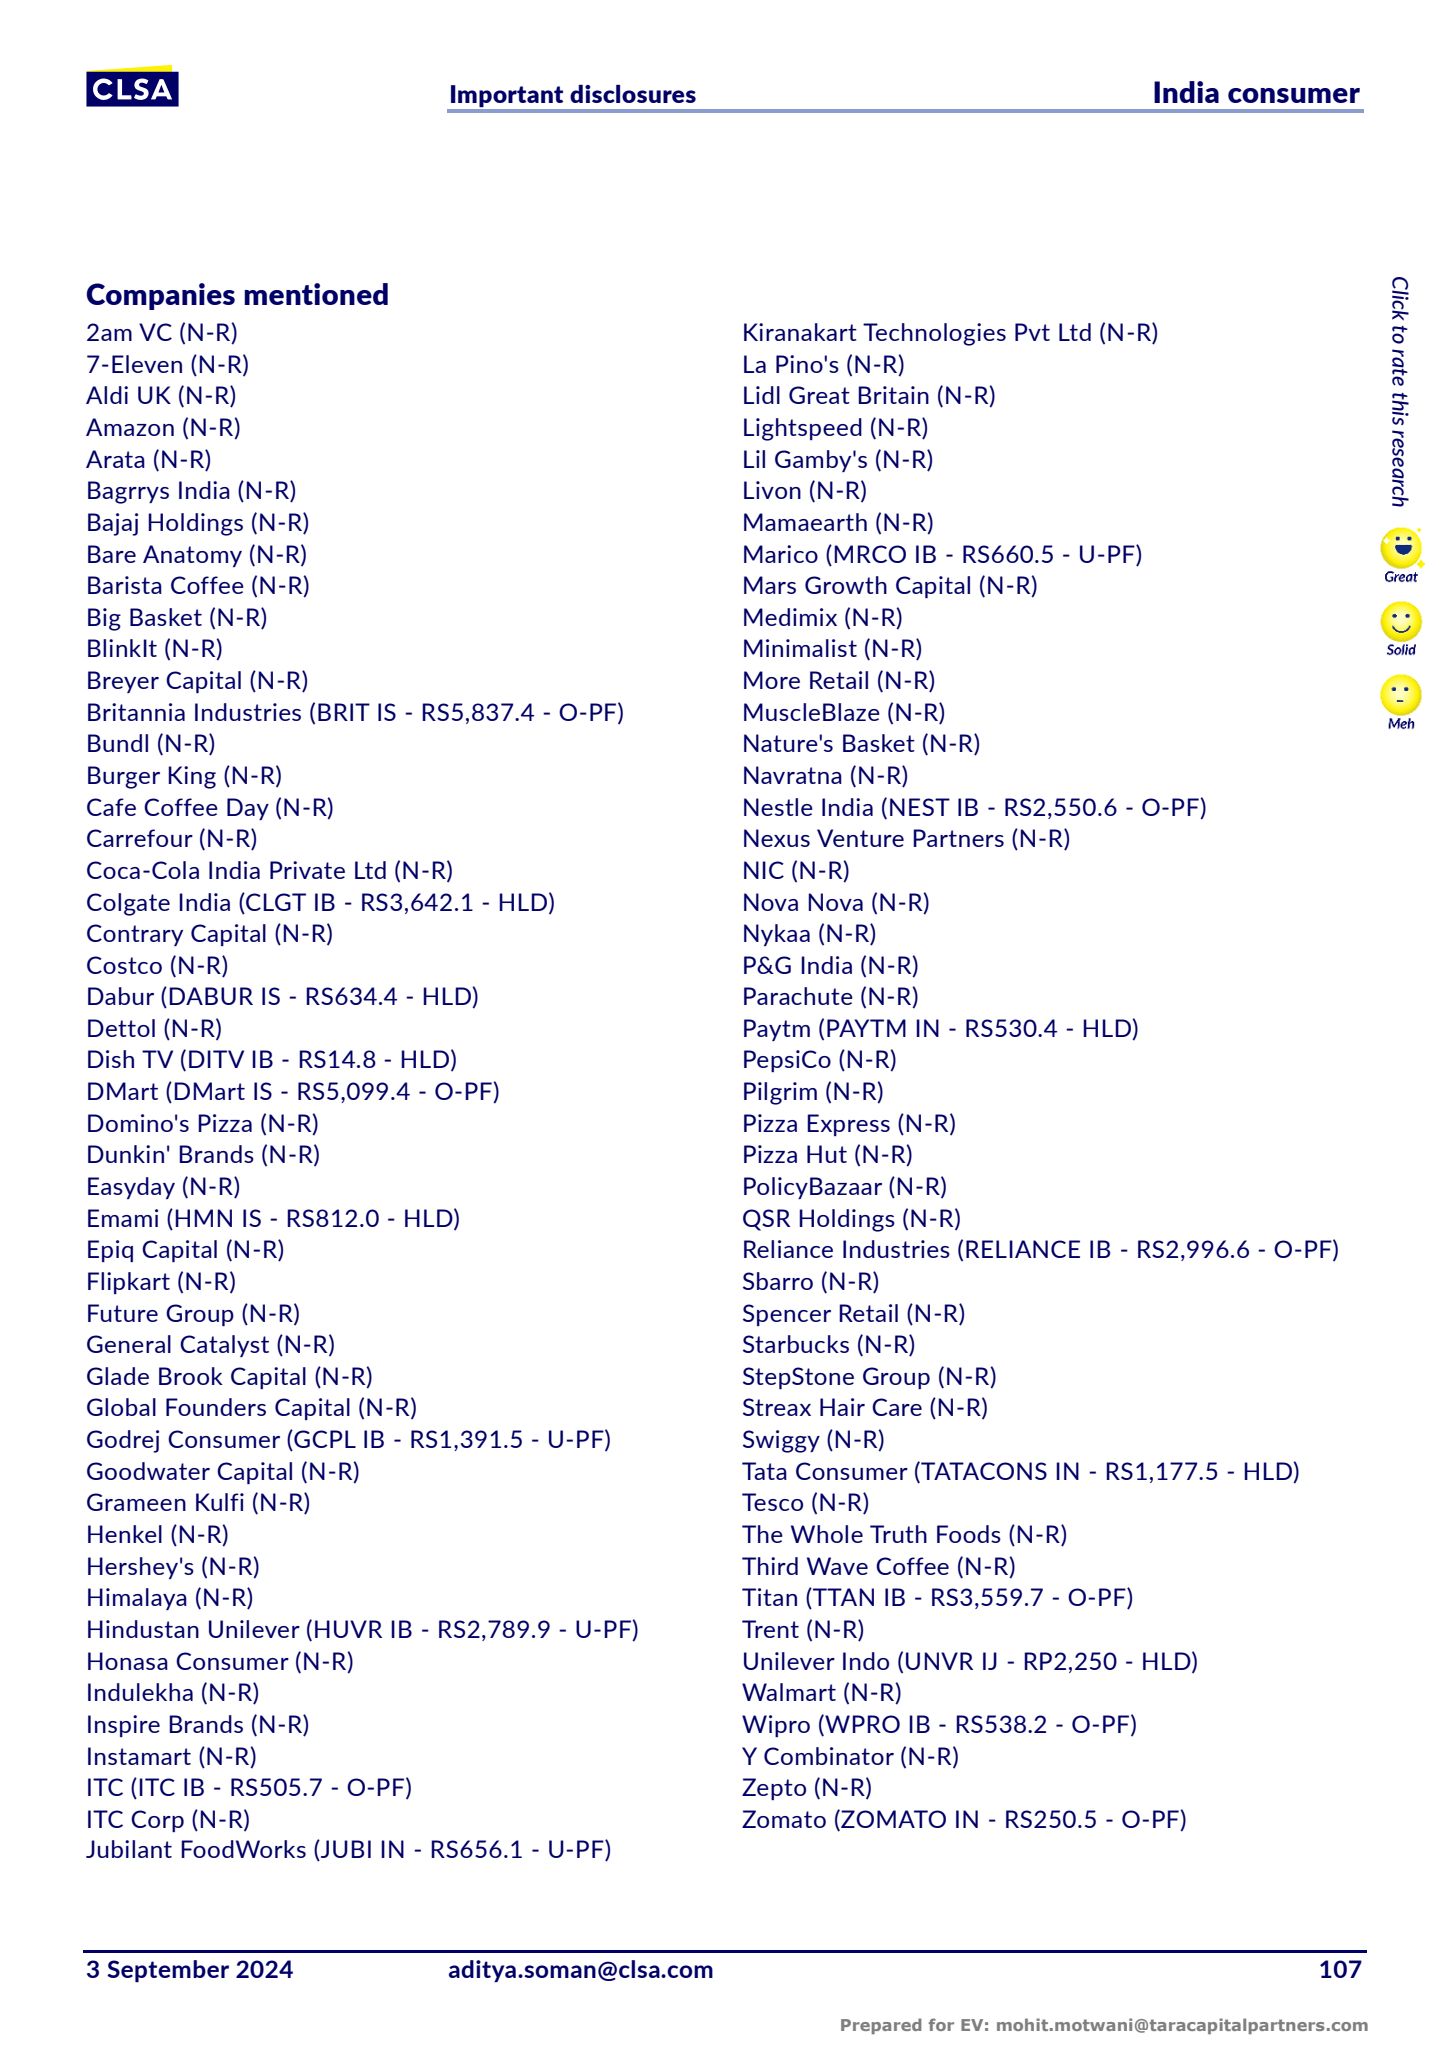 CLSA
Important disclosures
India consumer
Companies mentioned
2am VC (N-R)
7-Eleven (N-R)
Aldi UK (N-R)
Amazon (N-R)
Arata (N-R)
Bagrrys India (N-R)
Bajaj Holdings (N-R)
Bare Anatomy (N-R)
Barista Coffee (N-R)
Big Basket (N-R)
BlinkIt (N-R)
Breyer Capital (N-R)
Britannia Industries (BRIT IS - RS5,837.4 - O-PF)
Bundl (N-R)
Burger King (N-R)
Cafe Coffee Day (N-R)
Carrefour (N-R)
Coca-Cola India Private Ltd (N-R)
Colgate India (CLGT IB - RS3,642.1 - HLD)
Contrary Capital (N-R)
Costco (N-R)
Dabur (DABUR IS - RS634.4 - HLD)
Dettol (N-R)
Dish TV (DITV IB - RS14.8 - HLD)
DMart (DMart IS - RS5,099.4 - O-PF)
Domino's Pizza (N-R)
Dunkin' Brands (N-R)
Easyday (N-R)
Emami (HMN IS - RS812.0 - HLD)
Epiq Capital (N-R)
Flipkart (N-R)
Future Group (N-R)
General Catalyst (N-R)
Glade Brook Capital (N-R)
Global Founders Capital (N-R)
Godrej Consumer (GCPL IB - RS1,391.5 - U-PF)
Goodwater Capital (N-R)
Grameen Kulfi (N-R)
Henkel (N-R)
Hershey's (N-R)
Himalaya (N-R)
Hindustan Unilever (HUVR IB - RS2,789.9 - U-PF)
Honasa Consumer (N-R)
Indulekha (N-R)
Inspire Brands (N-R)
Instamart (N-R)
ITC (ITC IB - RS505.7 - O-PF)
ITC Corp (N-R)
Jubilant FoodWorks (JUBI IN - RS656.1 - U-PF)
Kiranakart Technologies Pvt Ltd (N-R)
La Pino's (N-R)
Lidl Great Britain (N-R)
Lightspeed (N-R)
Lil Gamby's (N-R)
Livon (N-R)
Mamaearth (N-R)
Marico (MRCO IB - RS660.5 - U-PF)
Mars Growth Capital (N-R)
Medimix (N-R)
Minimalist (N-R)
More Retail (N-R)
MuscleBlaze (N-R)
Nature's Basket (N-R)
Navratna (N-R)
Nestle India (NEST IB - RS2,550.6 - O-PF)
Nexus Venture Partners (N-R)
NIC (N-R)
Nova Nova (N-R)
Nykaa (N-R)
P&G India (N-R)
Parachute (N-R)
Paytm (PAYTM IN - RS530.4 - HLD)
PepsiCo (N-R)
Pilgrim (N-R)
Pizza Express (N-R)
Pizza Hut (N-R)
PolicyBazaar (N-R)
QSR Holdings (N-R)
Reliance Industries (RELIANCE IB - RS2,996.6 - O-PF)
Sbarro (N-R)
Spencer Retail (N-R)
Starbucks (N-R)
StepStone Group (N-R)
Streax Hair Care (N-R)
Swiggy (N-R)
Tata Consumer (TATACONS IN - RS1,177.5 - HLD)
Tesco (N-R)
The Whole Truth Foods (N-R)
Third Wave Coffee (N-R)
Titan (TTAN IB - RS3,559.7 - O-PF)
Trent (N-R)
Unilever Indo (UNVR IJ - RP2,250 - HLD)
Walmart (N-R)
Wipro (WPRO IB - RS538.2 - O-PF)
Y Combinator (N-R)
Zepto (N-R)
Zomato (ZOMATO IN - RS250.5 - O-PF)
Click to rate this research
Great
Solid
Meh
3 September 2024
aditya.soman@clsa.com
107
Prepared for EV: mohit.motwani@taracapitalpartners.com